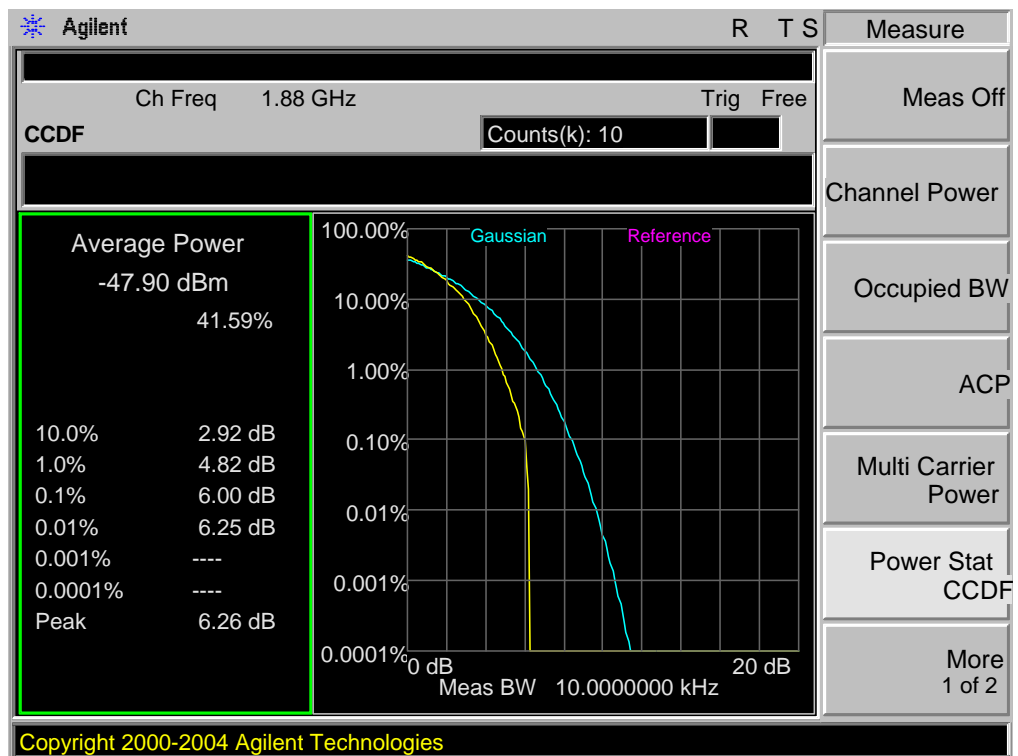 Agilent R T S
Measure
Ch Freq 1.88 GHz Trig Free
CCDF Counts(k): 10
Average Power
-47.90 dBm
41.59%
10.0% 2.92 dB
1.0% 4.82 dB
0.1% 6.00 dB
0.01% 6.25 dB
0.001% ----
0.0001% ----
Peak 6.26 dB
Gaussian Reference
100.00%
10.00%
1.00%
0.10%
0.01%
0.001%
0.0001%
0 dB 20 dB
Meas BW 10.0000000 kHz
Meas Off
Channel Power
Occupied BW
ACP
Multi Carrier
Power
Power Stat
CCDF
More
1 of 2
Copyright 2000-2004 Agilent Technologies